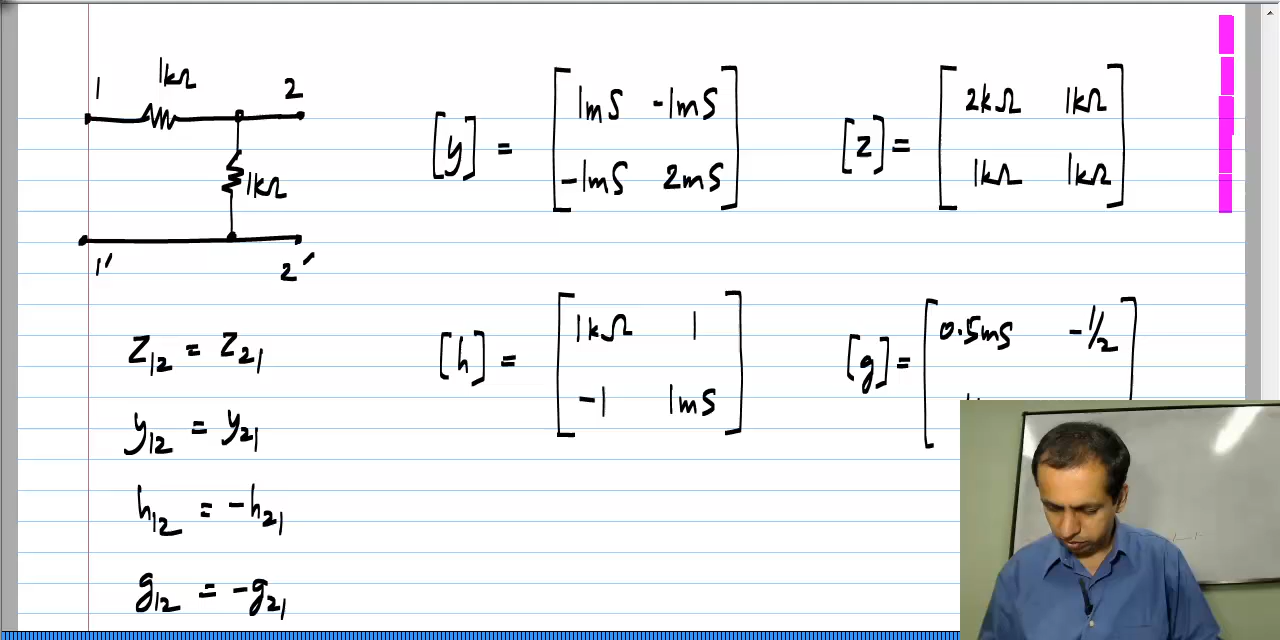 1kΩ
1 2
1kΩ
1' 2'
[y] = [1mS -1mS
-1mS 2mS]
[z] = [2kΩ 1kΩ
1kΩ 1kΩ]
z12 = z21
y12 = y21
h12 = -h21
g12 = -g21
[h] = [1kΩ 1
-1 1mS]
[g] = [0.5mS -1/2